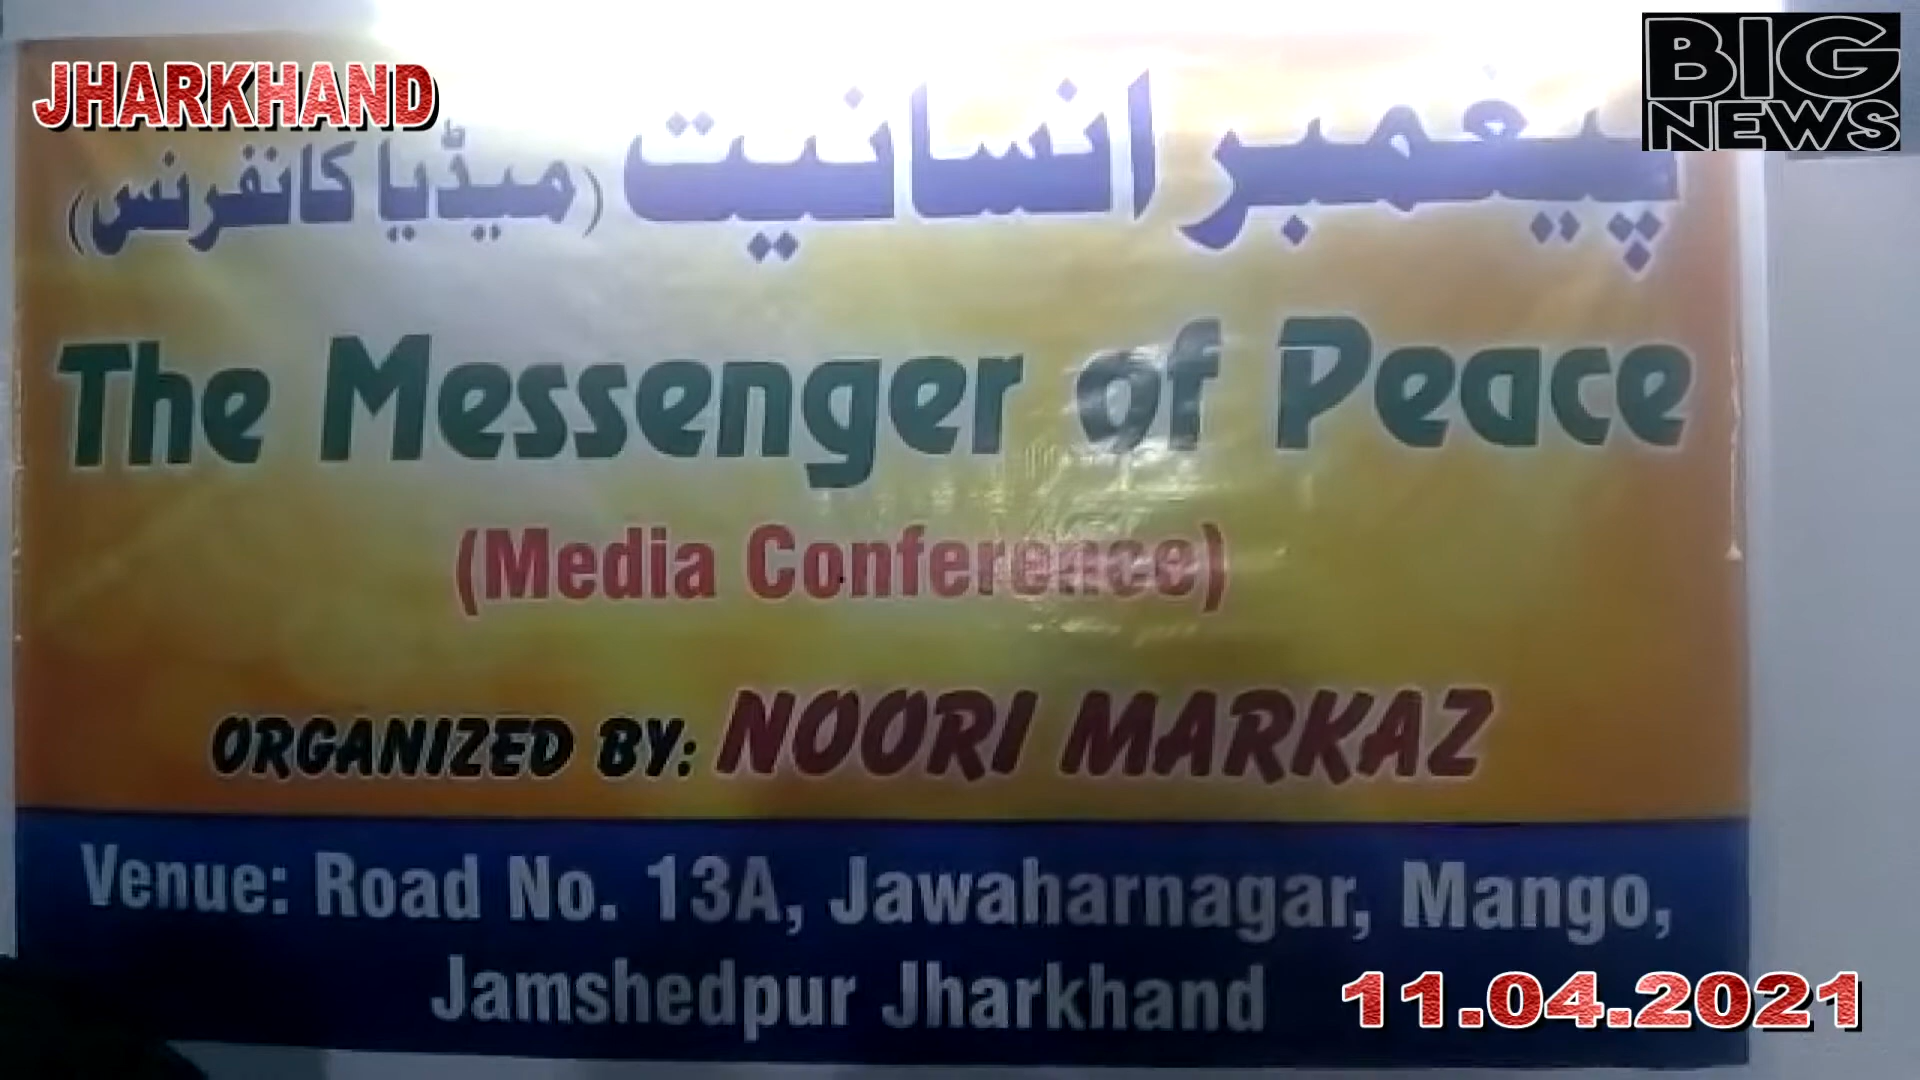 JHARKHAND
BIG
NEWS
پیغمبر انسانیت (میڈیا کانفرنس)
The Messenger of Peace
(Media Conference)
ORGANIZED BY: NOORI MARKAZ
Venue: Road No. 13A, Jawaharnagar, Mango,
Jamshedpur Jharkhand
11.04.2021